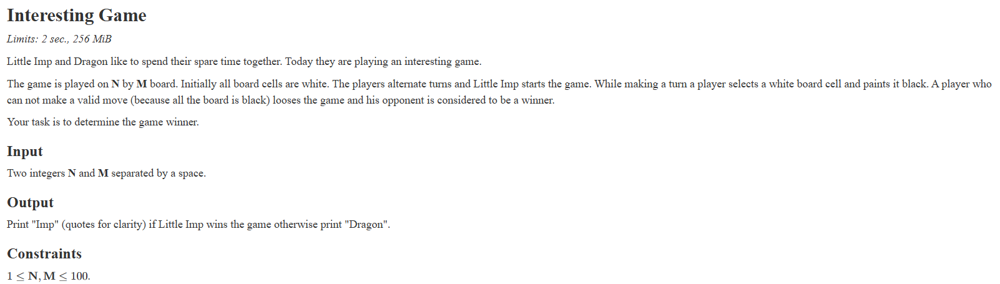 Interesting Game
Limits: 2 sec., 256 MiB
Little Imp and Dragon like to spend their spare time together. Today they are playing an interesting game.
The game is played on N by M board. Initially all board cells are white. The players alternate turns and Little Imp starts the game. While making a turn a player selects a white board cell and paints it black. A player who
can not make a valid move (because all the board is black) looses the game and his opponent is considered to be a winner.
Your task is to determine the game winner.
Input
Two integers N and M separated by a space.
Output
Print "Imp" (quotes for clarity) if Little Imp wins the game otherwise print "Dragon".
Constraints
1 ≤ N, M ≤ 100.